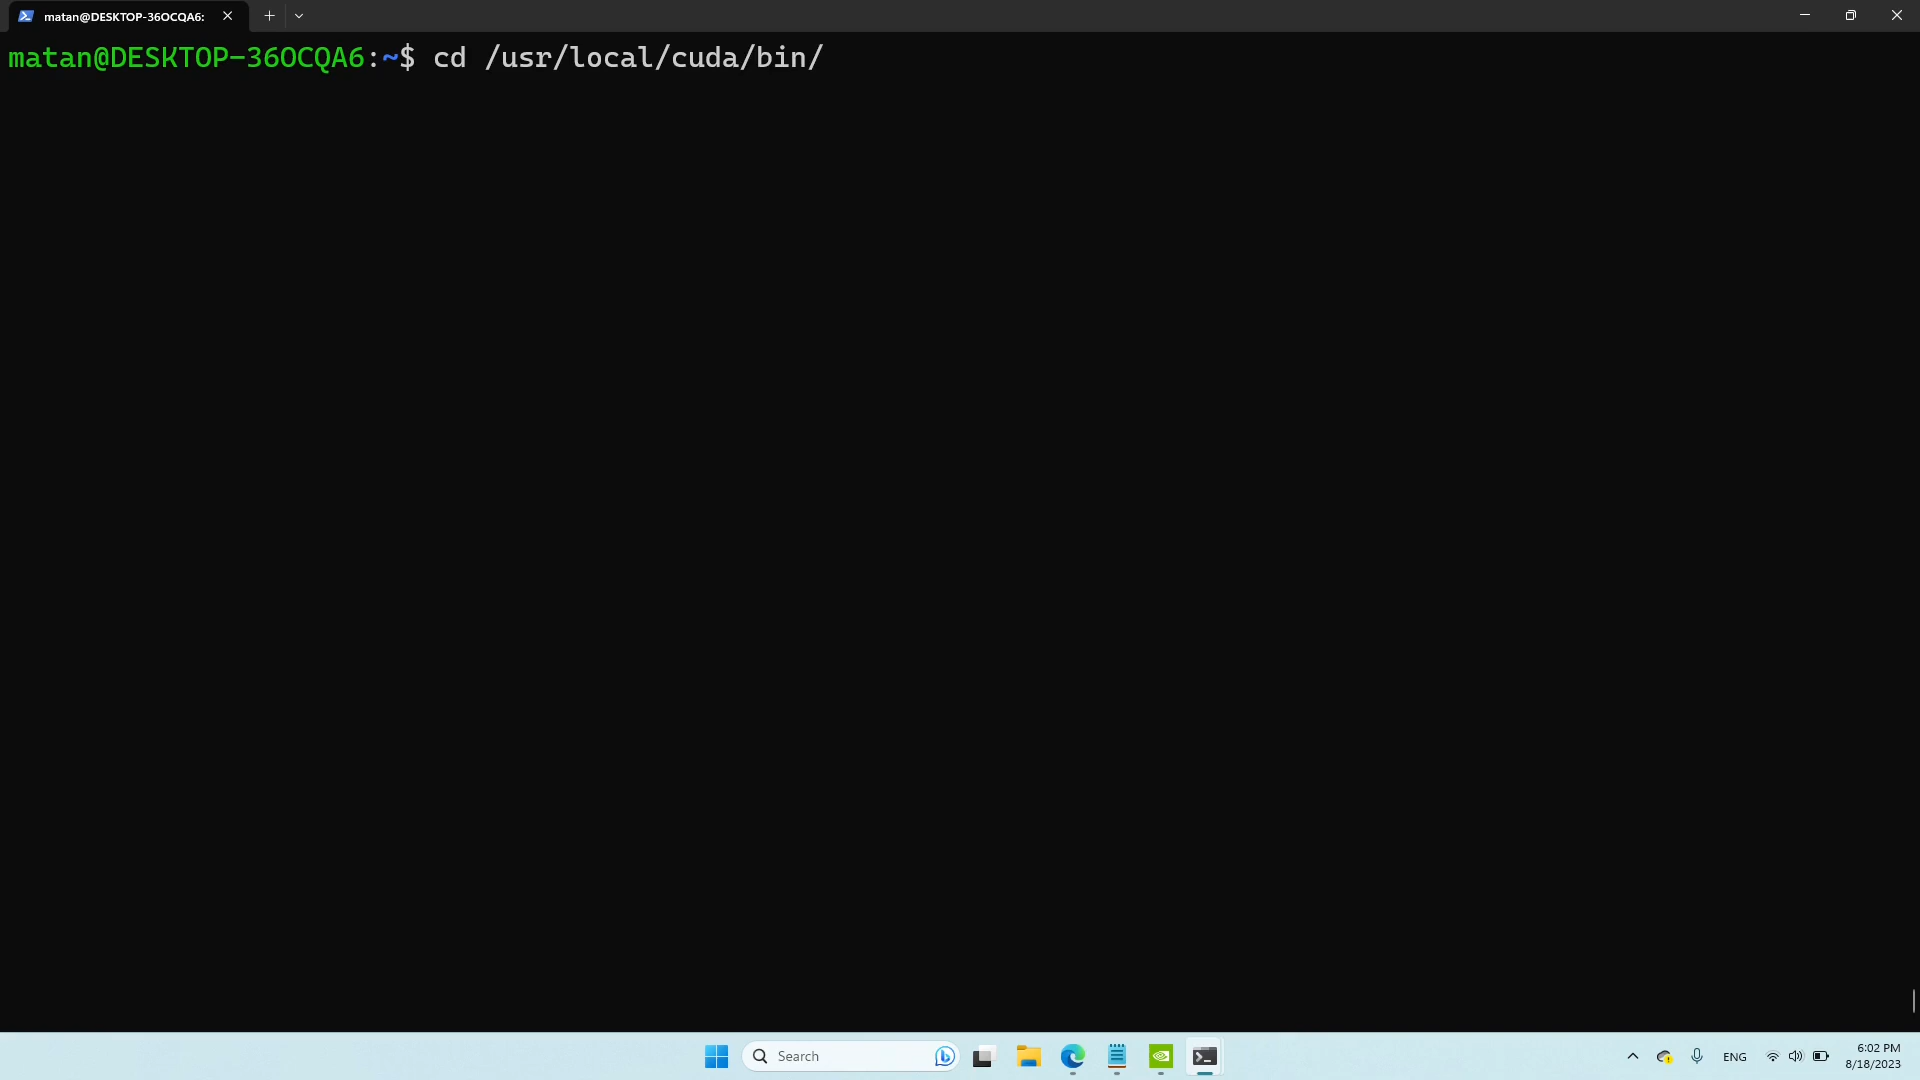 matan@DESKTOP-36OCQA6:
matan@DESKTOP-36OCQA6:~$ cd /usr/local/cuda/bin/
Search
ENG
6:02 PM
8/18/2023